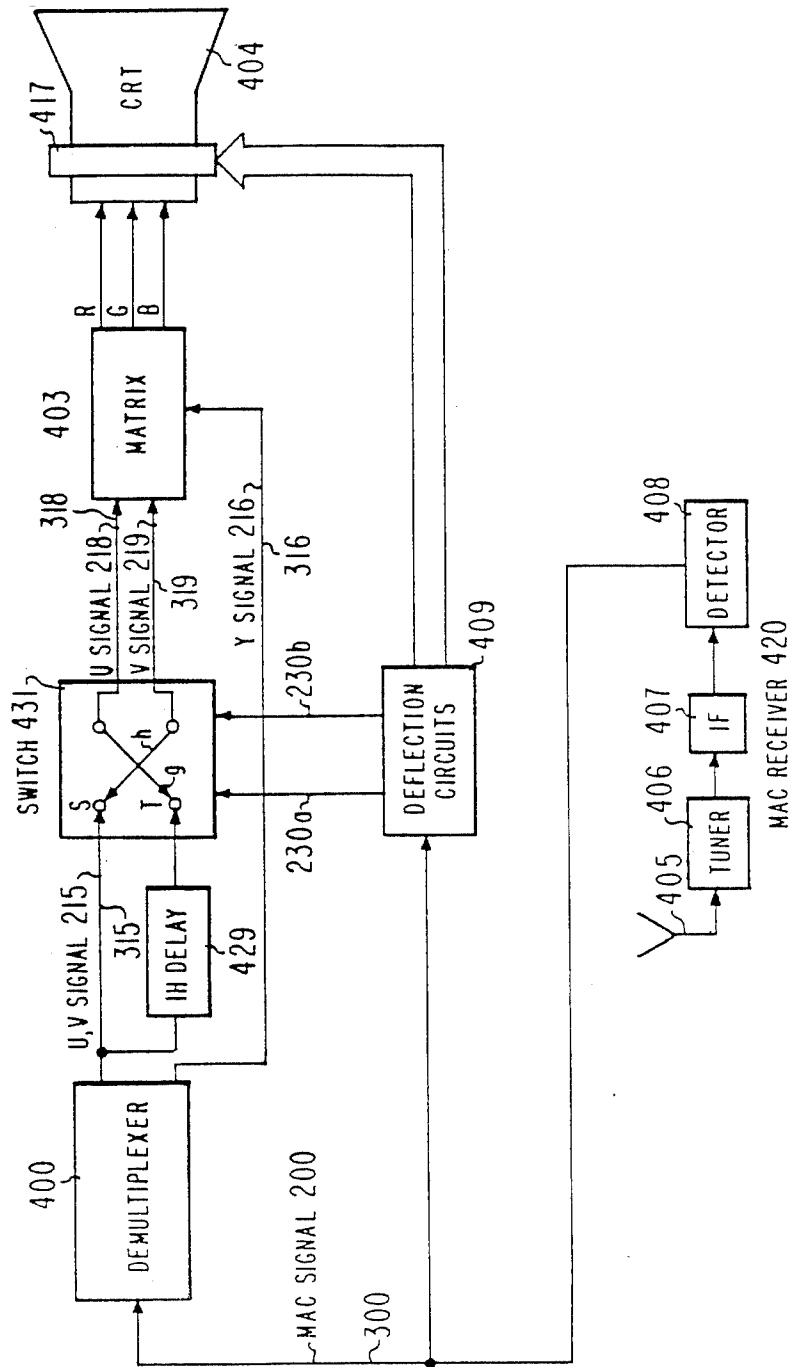 417
CRT
404
R
G
B
403
MATRIX
318
U SIGNAL 218
V SIGNAL 219
319
Y SIGNAL 216
316
SWITCH 431
S
T
h
g
230a
230b
U,V SIGNAL 215
315
1H DELAY
429
400
DEMULTIPLEXER
DEFLECTION
CIRCUITS
409
MAC SIGNAL 200
300
405
TUNER
406
IF
407
DETECTOR
408
MAC RECEIVER 420